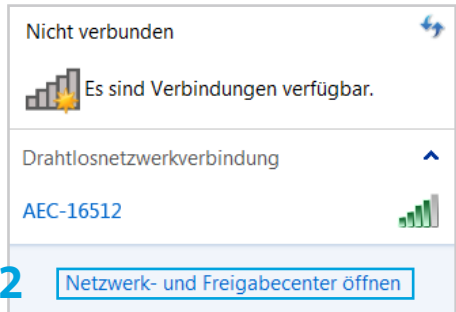 Nicht verbunden
Es sind Verbindungen verfügbar.
Drahtlosnetzwerkverbindung
AEC-16512
2 Netzwerk- und Freigabecenter öffnen